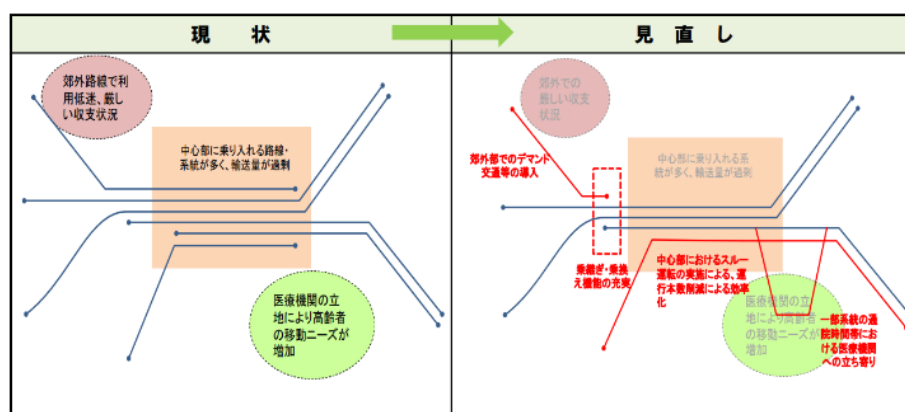 現　状
見 直 し
郊外路線で利
用低迷、厳し
い収支状況
中心部に乗り入れる路線・
系統が多く、輸送量が過剰
医療機関の立
地により高齢者
の移動ニーズが
増加
郊外での
厳しい収支
状況
郊外部でのデマンド
交通等の導入
中心部に乗り入れる系
統が多く、輸送量が過剰
乗継ぎ・乗換
え機能の充実
中心部におけるスルー
運転の実施による、運
行本数削減による効率
化
医療機関の立
地により高齢者
の移動ニーズが
増加
一部系統の通
院時間帯にお
ける医療機関
への立ち寄り